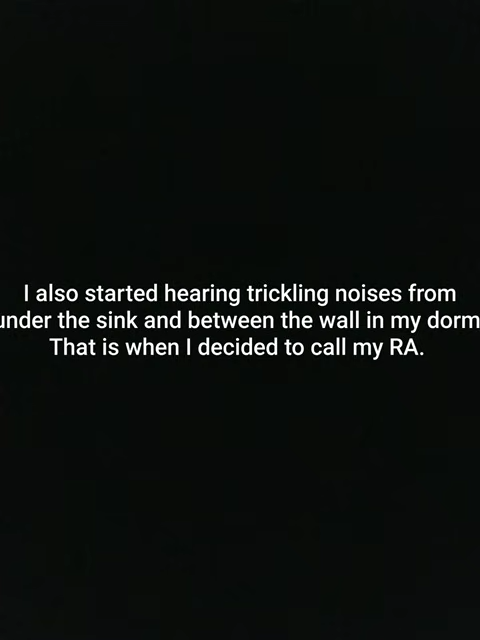 I also started hearing trickling noises from
under the sink and between the wall in my dorm
That is when I decided to call my RA.